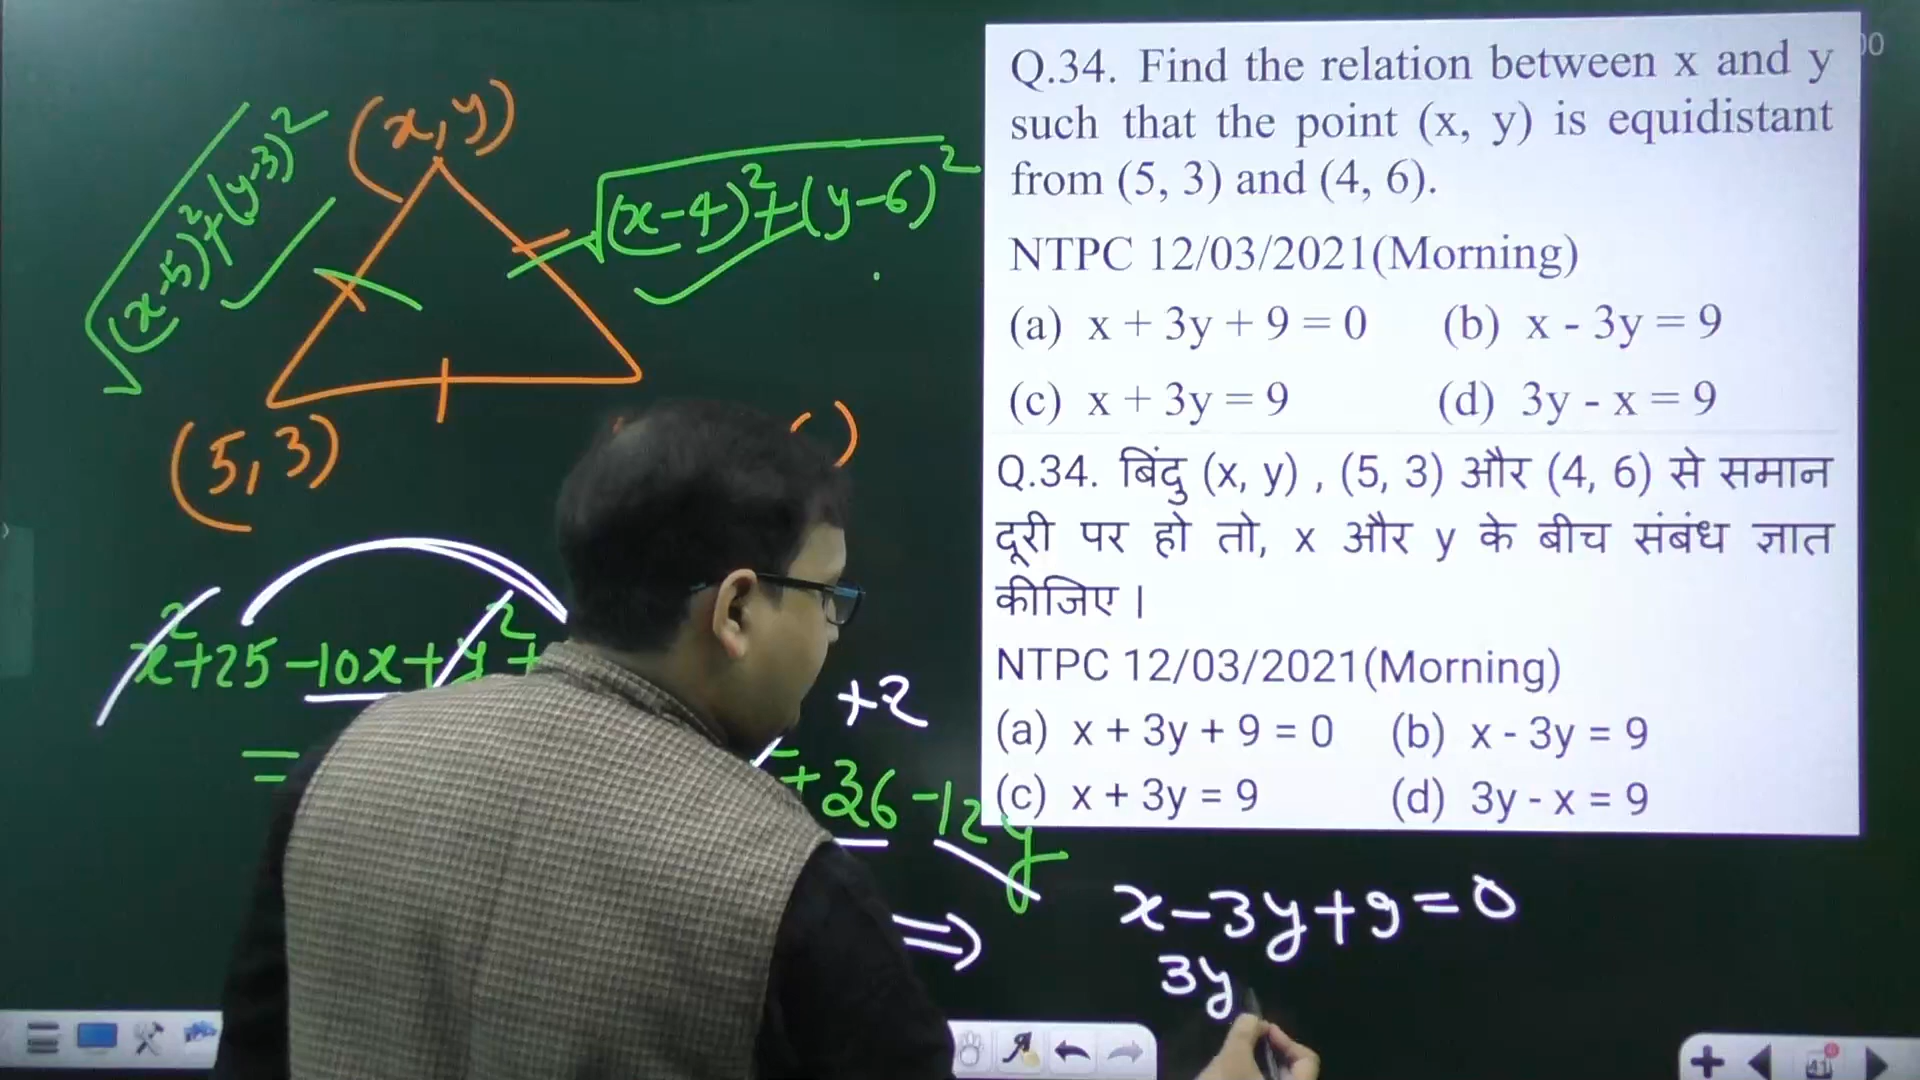 (x, y)
√(x-5)²+(y-3)²
√(x-4)²+(y-6)²
(5, 3)
x²+25-10x+y²+
=
+2
+36-12y
⇒
x-3y+9=0
3y
Q.34. Find the relation between x and y
such that the point (x, y) is equidistant
from (5, 3) and (4, 6).
NTPC 12/03/2021(Morning)
(a) x + 3y + 9 = 0 (b) x - 3y = 9
(c) x + 3y = 9 (d) 3y - x = 9
Q.34. बिंदु (x, y) , (5, 3) और (4, 6) से समान
दूरी पर हो तो, x और y के बीच संबंध ज्ञात
कीजिए ।
NTPC 12/03/2021(Morning)
(a) x + 3y + 9 = 0 (b) x - 3y = 9
(c) x + 3y = 9 (d) 3y - x = 9
41